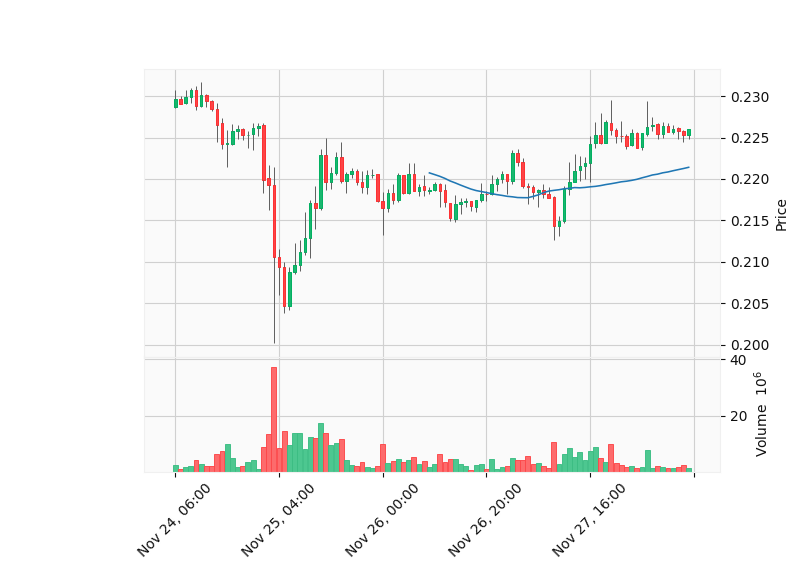 0.230
0.225
0.220
0.215
0.210
0.205
0.200
Price
40
20
Volume 10^6
Nov 24, 06:00
Nov 25, 04:00
Nov 26, 00:00
Nov 26, 20:00
Nov 27, 16:00